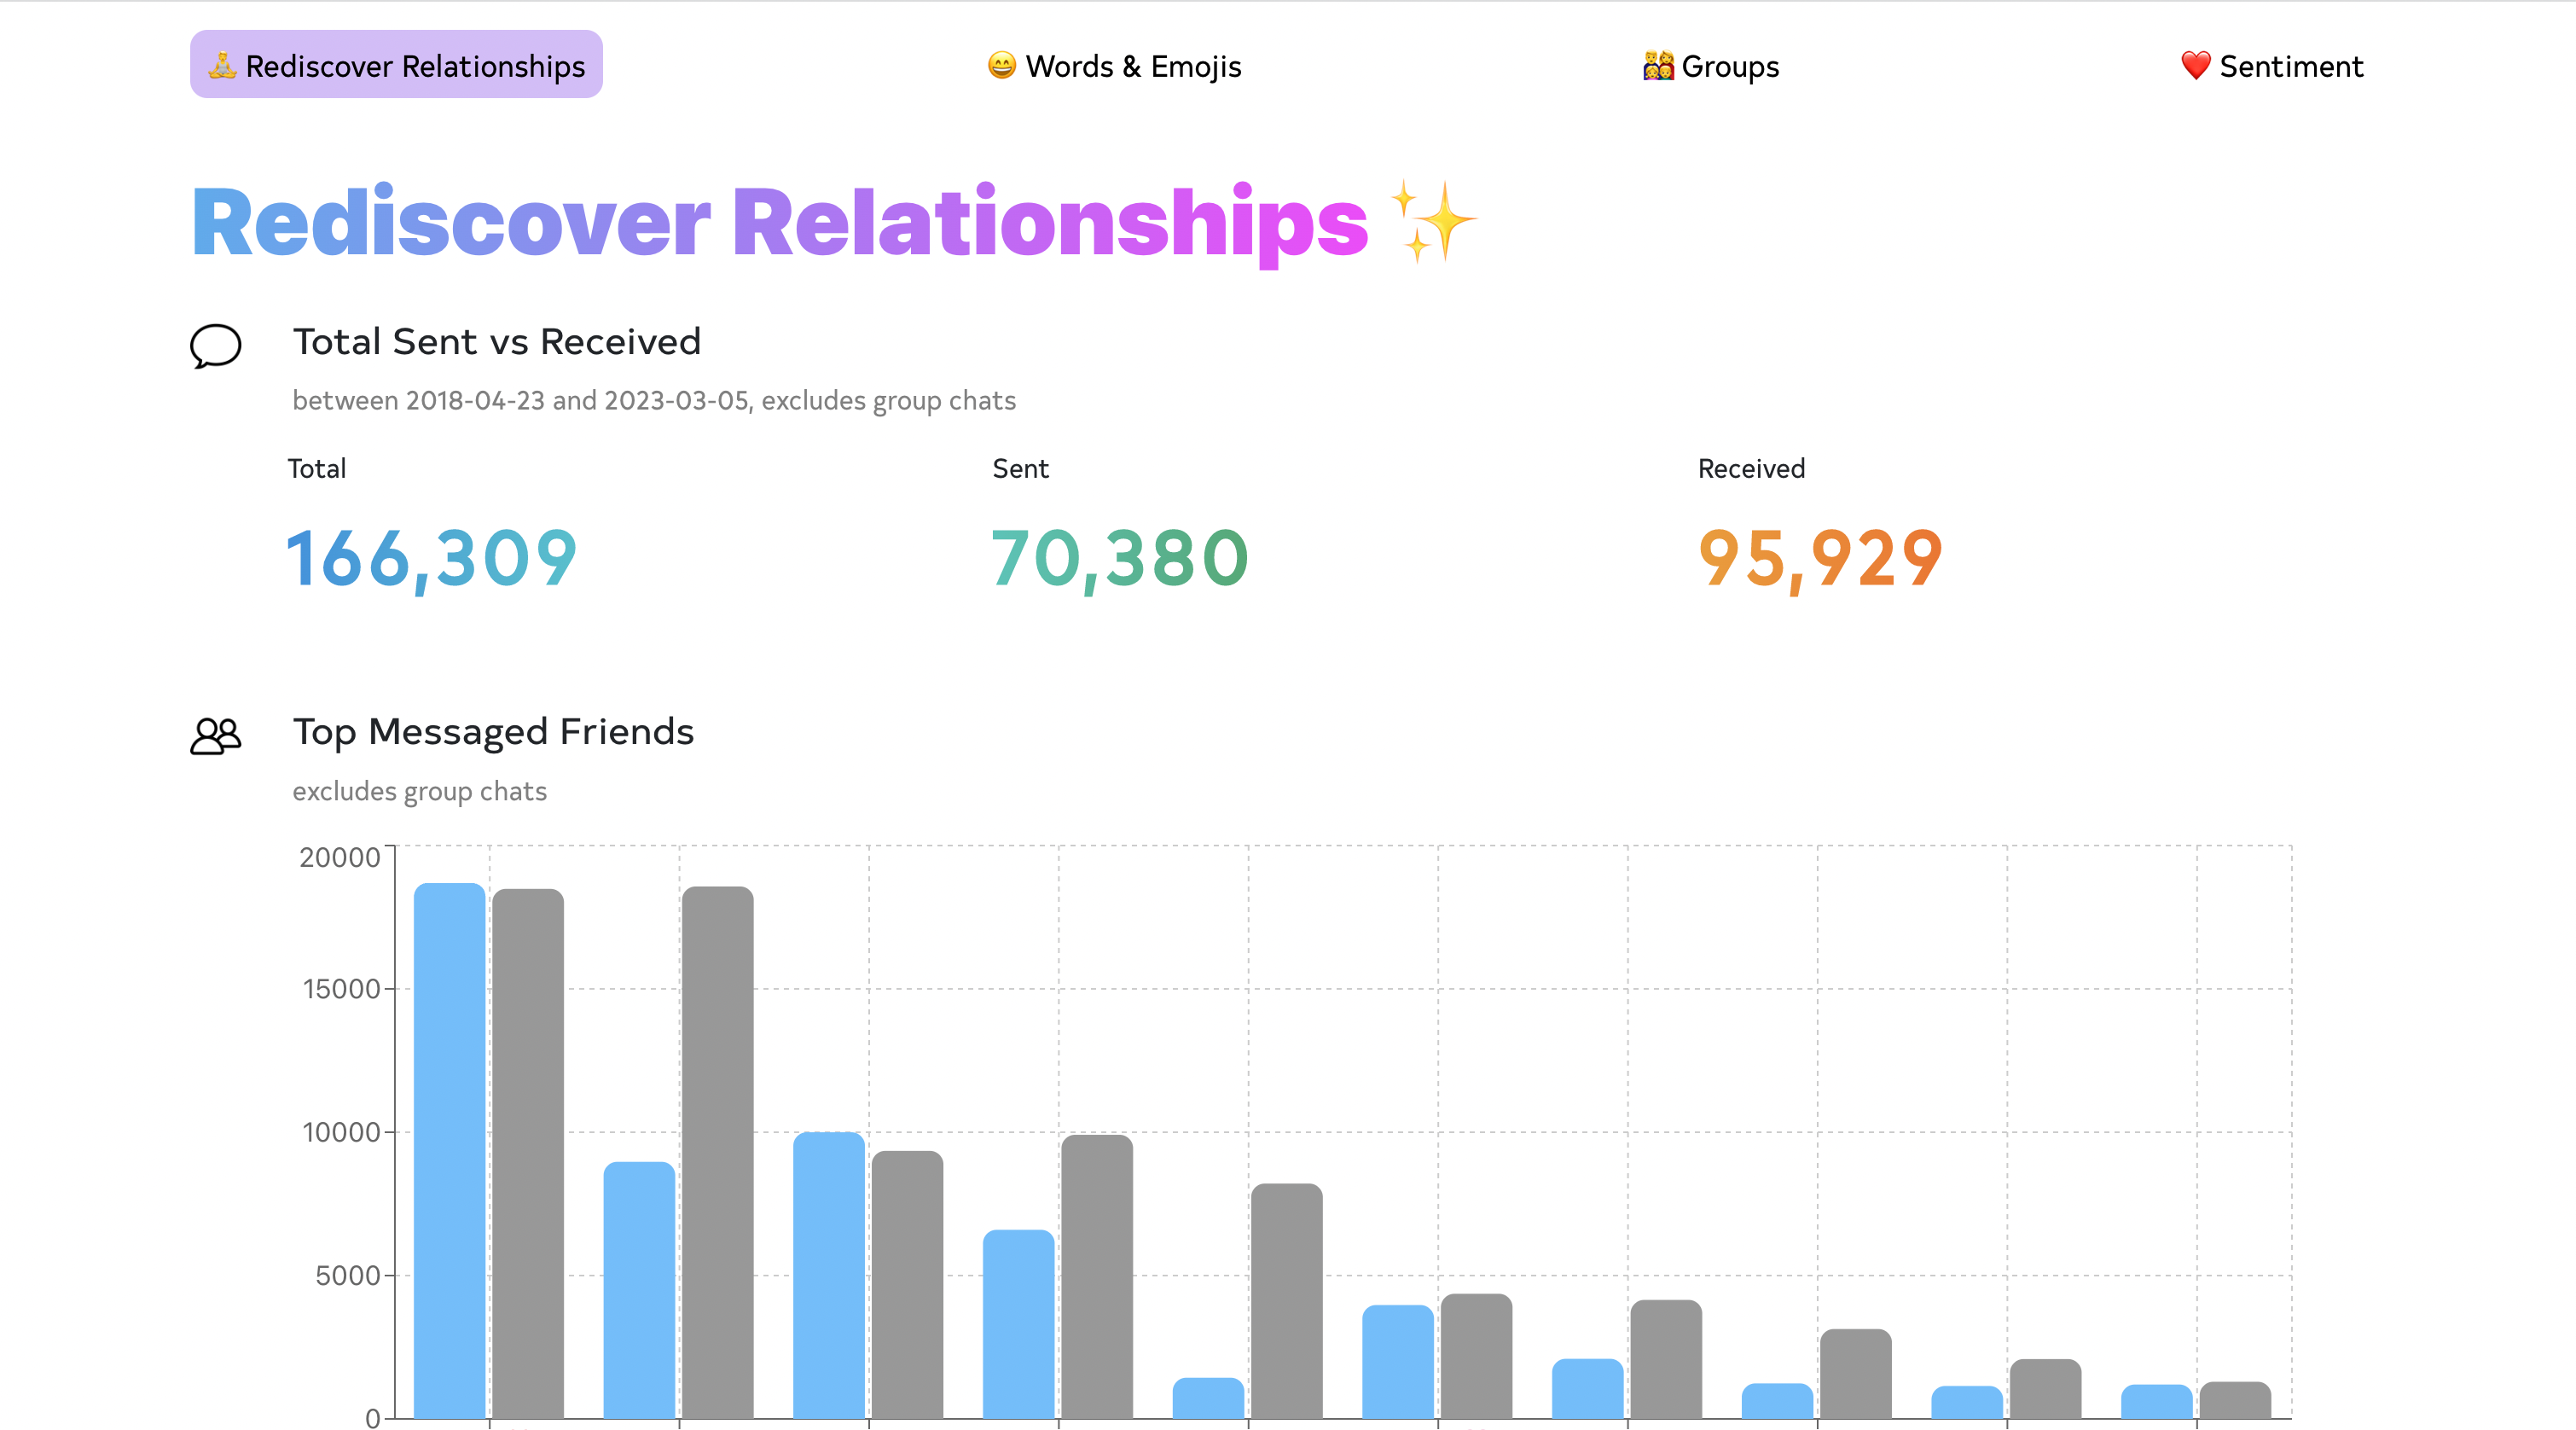 Rediscover Relationships
Words & Emojis
Groups
Sentiment
Rediscover Relationships
Total Sent vs Received
between 2018-04-23 and 2023-03-05, excludes group chats
Total
Sent
Received
166,309
70,380
95,929
Top Messaged Friends
excludes group chats
20000
15000
10000
5000
0